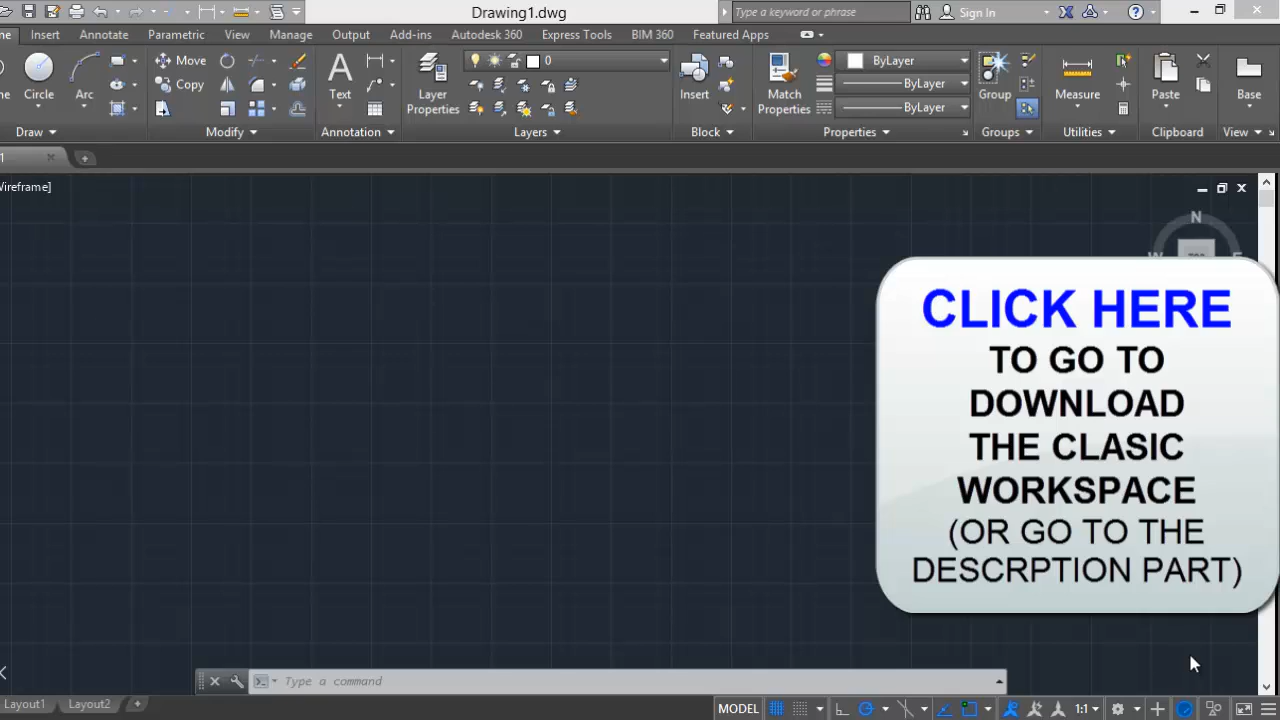 Drawing1.dwg
Type a keyword or phrase
Sign In
Insert Annotate Parametric View Manage Output Add-ins Autodesk 360 Express Tools BIM 360 Featured Apps
Circle Arc
Move
Copy
Text
Layer Properties
0
Insert
Match Properties
ByLayer
ByLayer
ByLayer
Group
Measure
Paste
Base
Draw Modify Annotation Layers Block Properties Groups Utilities Clipboard View
N
CLICK HERE
TO GO TO
DOWNLOAD
THE CLASIC
WORKSPACE
(OR GO TO THE
DESCRPTION PART)
Type a command
Layout1 Layout2
MODEL
1:1